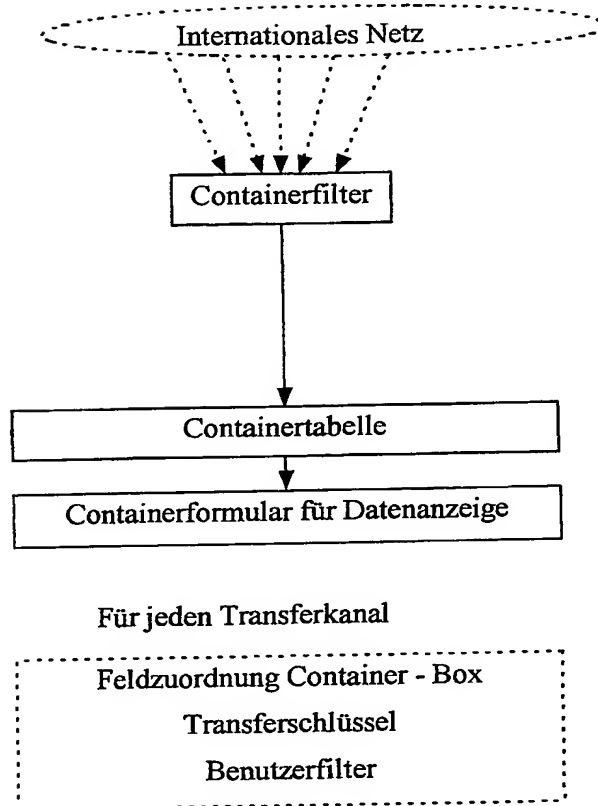 Internationales Netz
Containerfilter
Containertabelle
Containerformular für Datenanzeige
Für jeden Transferkanal
Feldzuordnung Container - Box
Transferschlüssel
Benutzerfilter